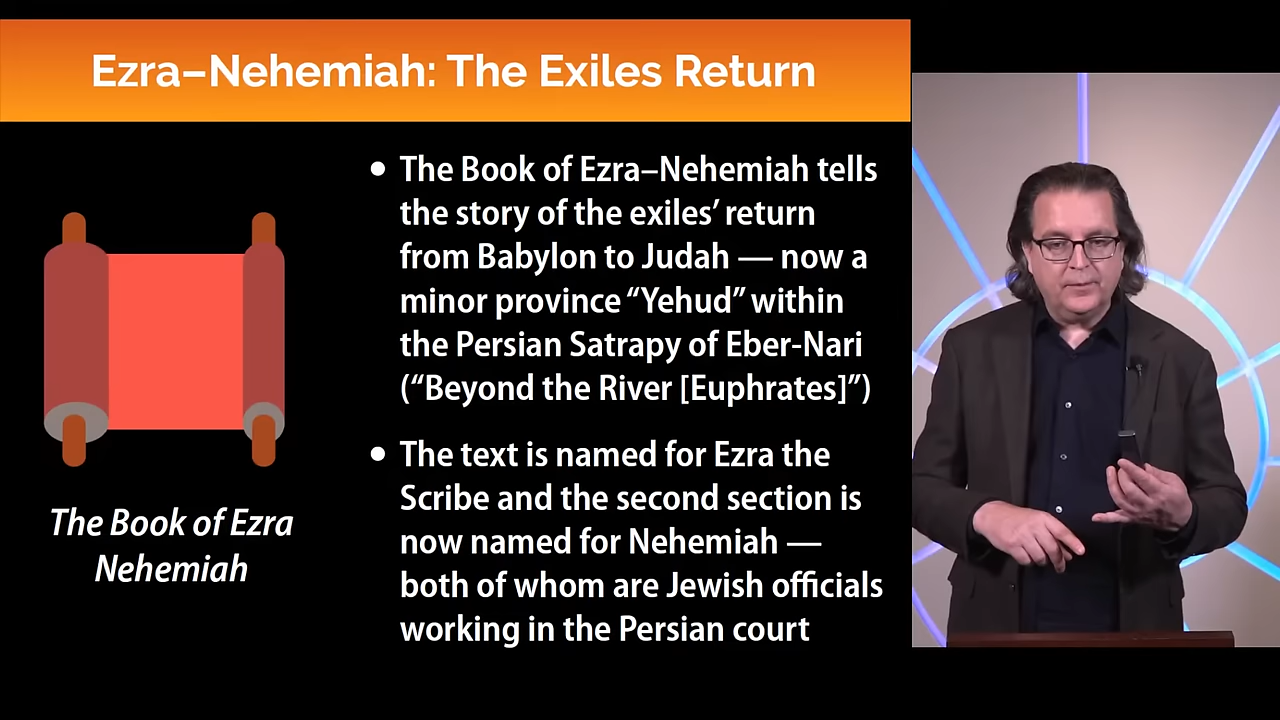 Ezra–Nehemiah: The Exiles Return
• The Book of Ezra–Nehemiah tells
the story of the exiles’ return
from Babylon to Judah — now a
minor province “Yehud” within
the Persian Satrapy of Eber-Nari
(“Beyond the River [Euphrates]”)
• The text is named for Ezra the
Scribe and the second section is
now named for Nehemiah —
both of whom are Jewish officials
working in the Persian court
The Book of Ezra
Nehemiah